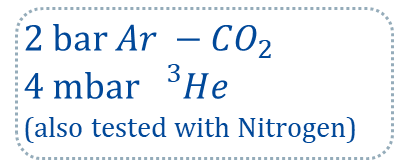 2 bar Ar − CO₂
4 mbar ³He
(also tested with Nitrogen)